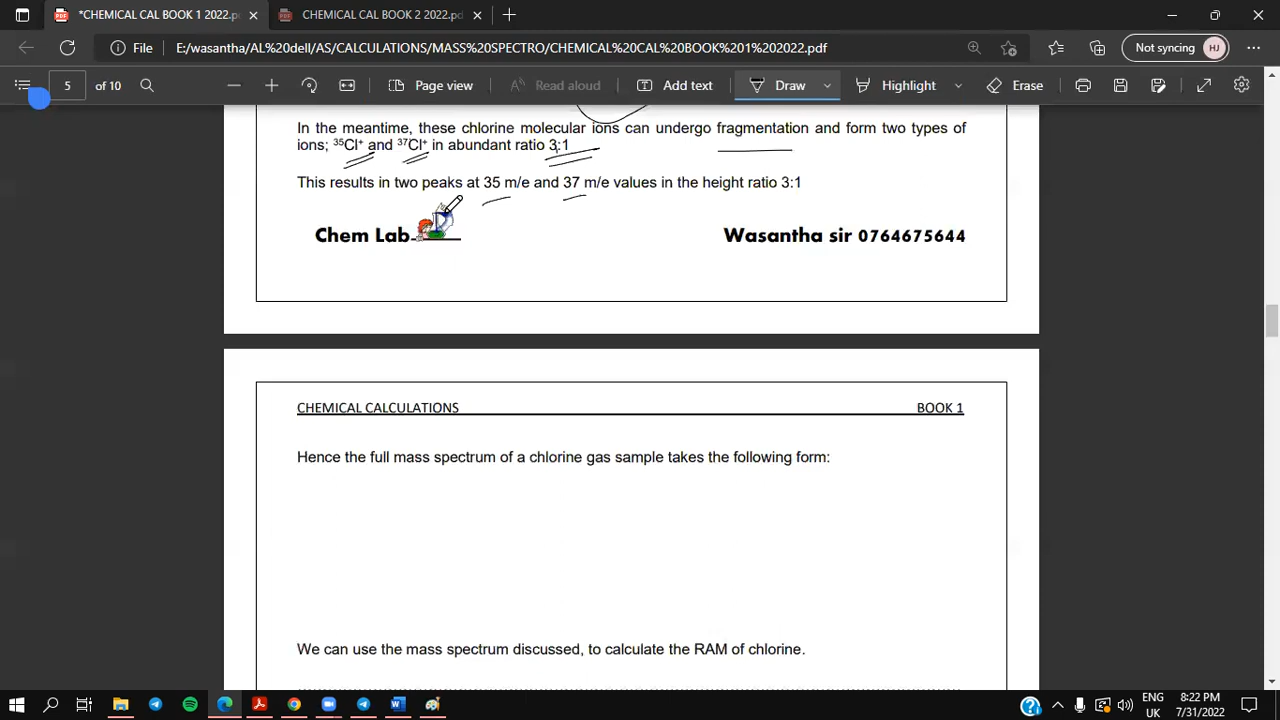 *CHEMICAL CAL BOOK 1 2022.p
CHEMICAL CAL BOOK 2 2022.pd
File
E:/wasantha/AL%20dell/AS/CALCULATIONS/MASS%20SPECTRO/CHEMICAL%20CAL%20BOOK%201%202022.pdf
Not syncing
HJ
5
of 10
Page view
Read aloud
Add text
Draw
Highlight
Erase
In the meantime, these chlorine molecular ions can undergo fragmentation and form two types of
ions; ³⁵Cl⁺ and ³⁷Cl⁺ in abundant ratio 3:1
This results in two peaks at 35 m/e and 37 m/e values in the height ratio 3:1
Chem Lab
Wasantha sir 0764675644
CHEMICAL CALCULATIONS
BOOK 1
Hence the full mass spectrum of a chlorine gas sample takes the following form:
We can use the mass spectrum discussed, to calculate the RAM of chlorine.
ENG
UK
8:22 PM
7/31/2022